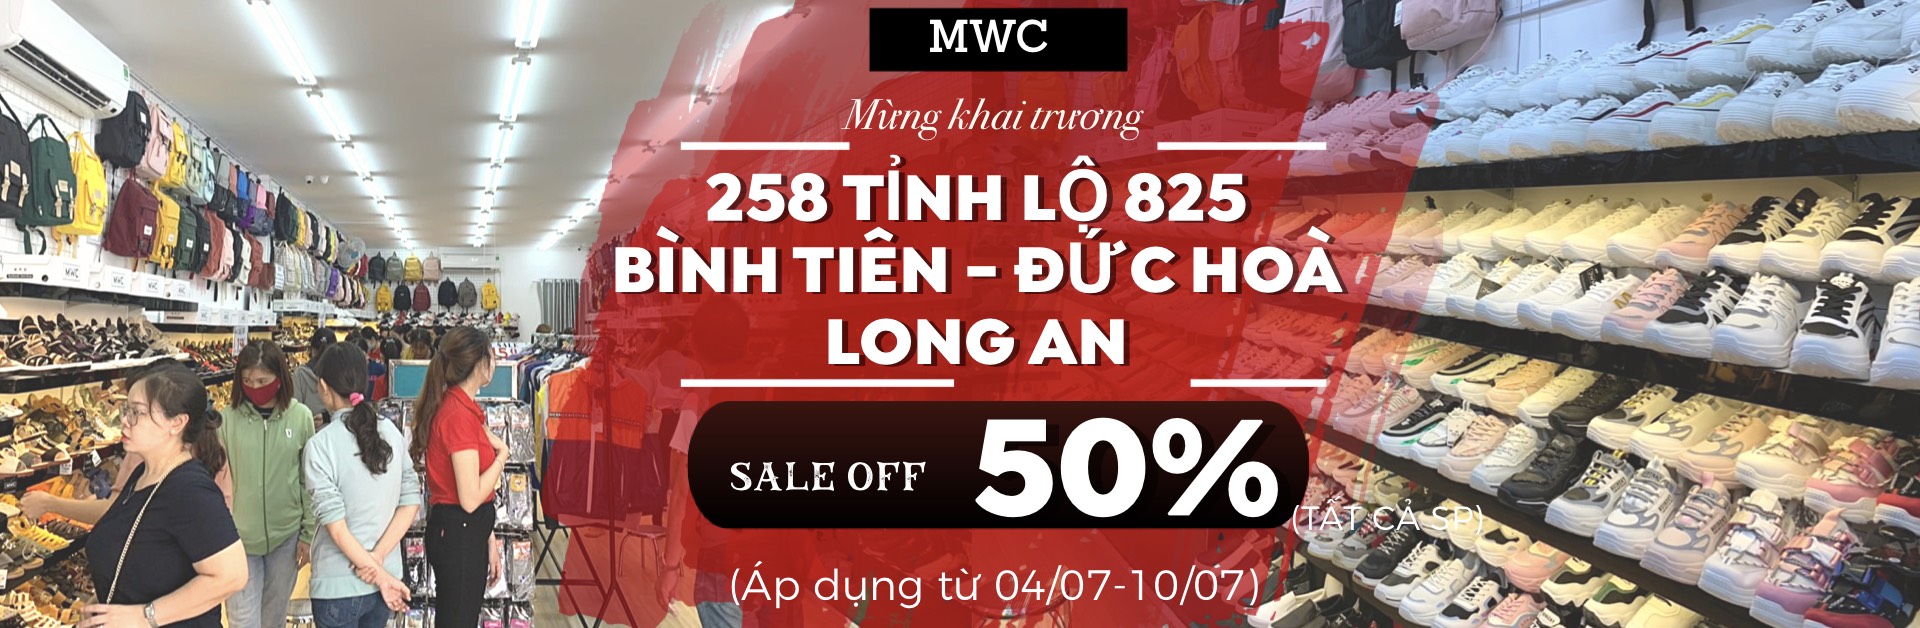 MWC
Mừng khai trương
258 TỈNH LỘ 825
BÌNH TIÊN - ĐỨC HOÀ
LONG AN
SALE OFF 50%
(TẤT CẢ SP)
(Áp dụng từ 04/07-10/07)